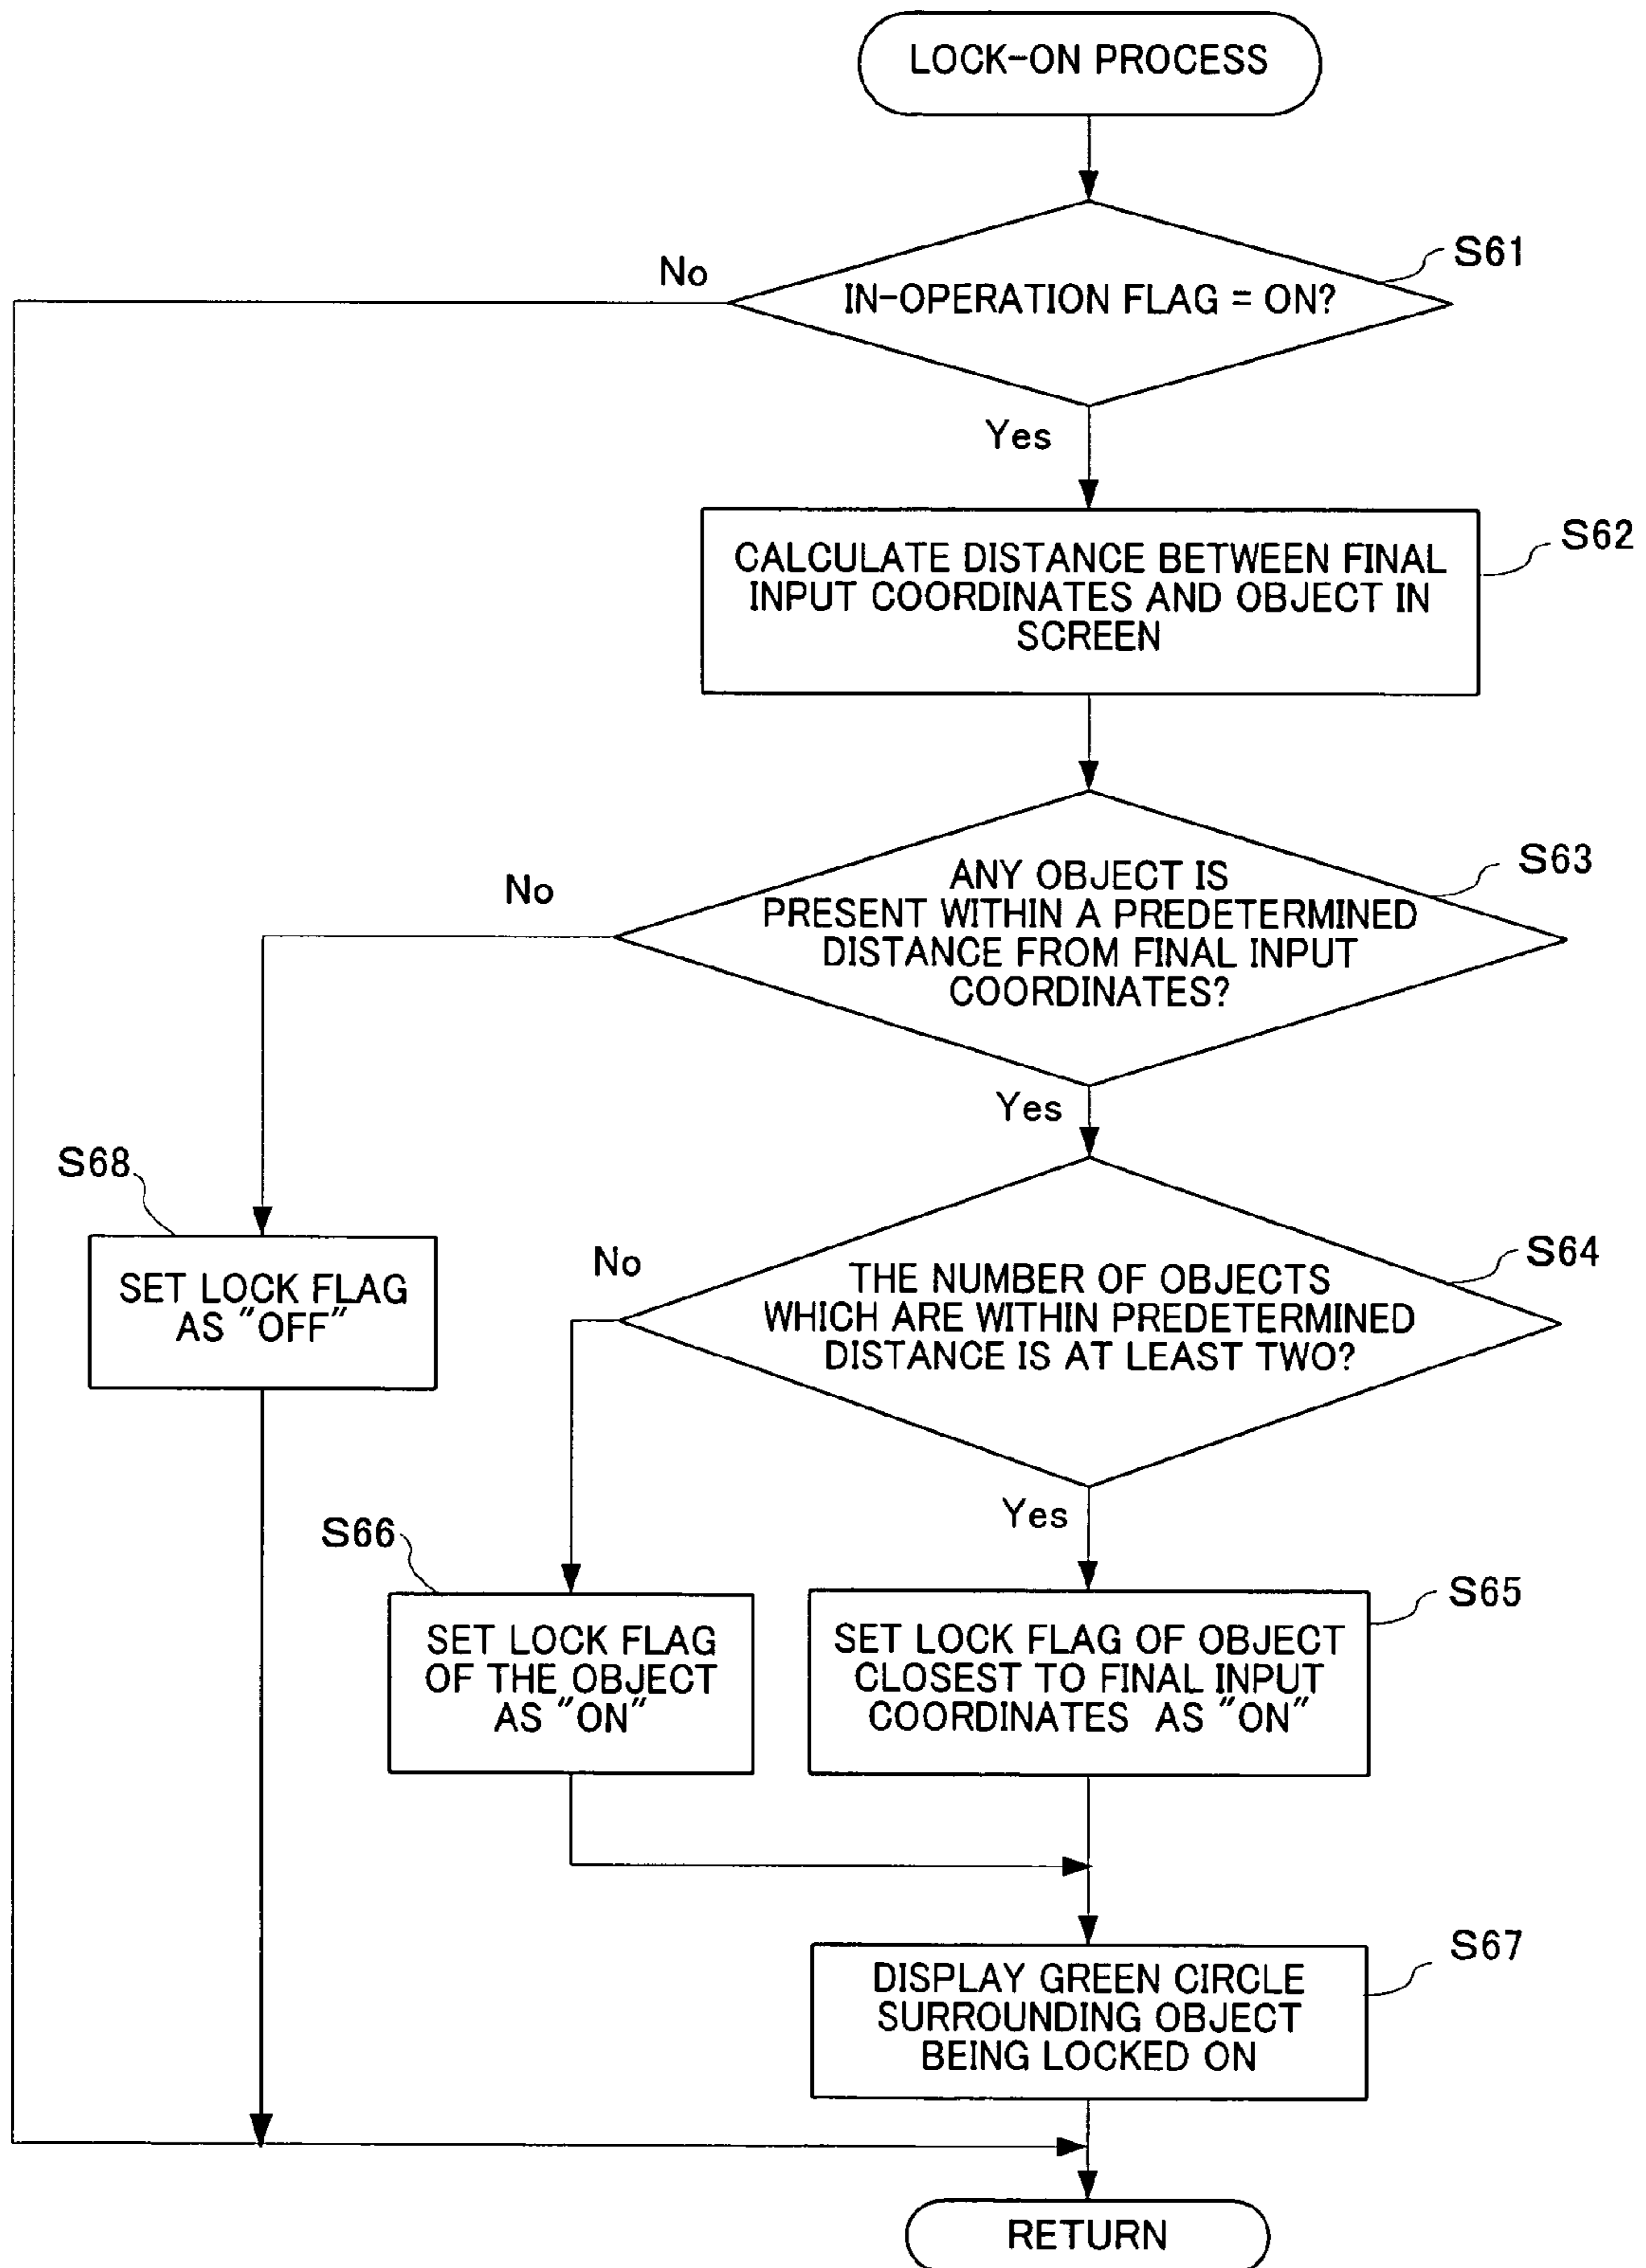 LOCK-ON PROCESS
S61
No
IN-OPERATION FLAG = ON?
Yes
S62
CALCULATE DISTANCE BETWEEN FINAL
INPUT COORDINATES AND OBJECT IN
SCREEN
S63
No
ANY OBJECT IS
PRESENT WITHIN A PREDETERMINED
DISTANCE FROM FINAL INPUT
COORDINATES?
Yes
S68
SET LOCK FLAG
AS "OFF"
S64
No
THE NUMBER OF OBJECTS
WHICH ARE WITHIN PREDETERMINED
DISTANCE IS AT LEAST TWO?
Yes
S66
SET LOCK FLAG
OF THE OBJECT
AS "ON"
S65
SET LOCK FLAG OF OBJECT
CLOSEST TO FINAL INPUT
COORDINATES AS "ON"
S67
DISPLAY GREEN CIRCLE
SURROUNDING OBJECT
BEING LOCKED ON
RETURN